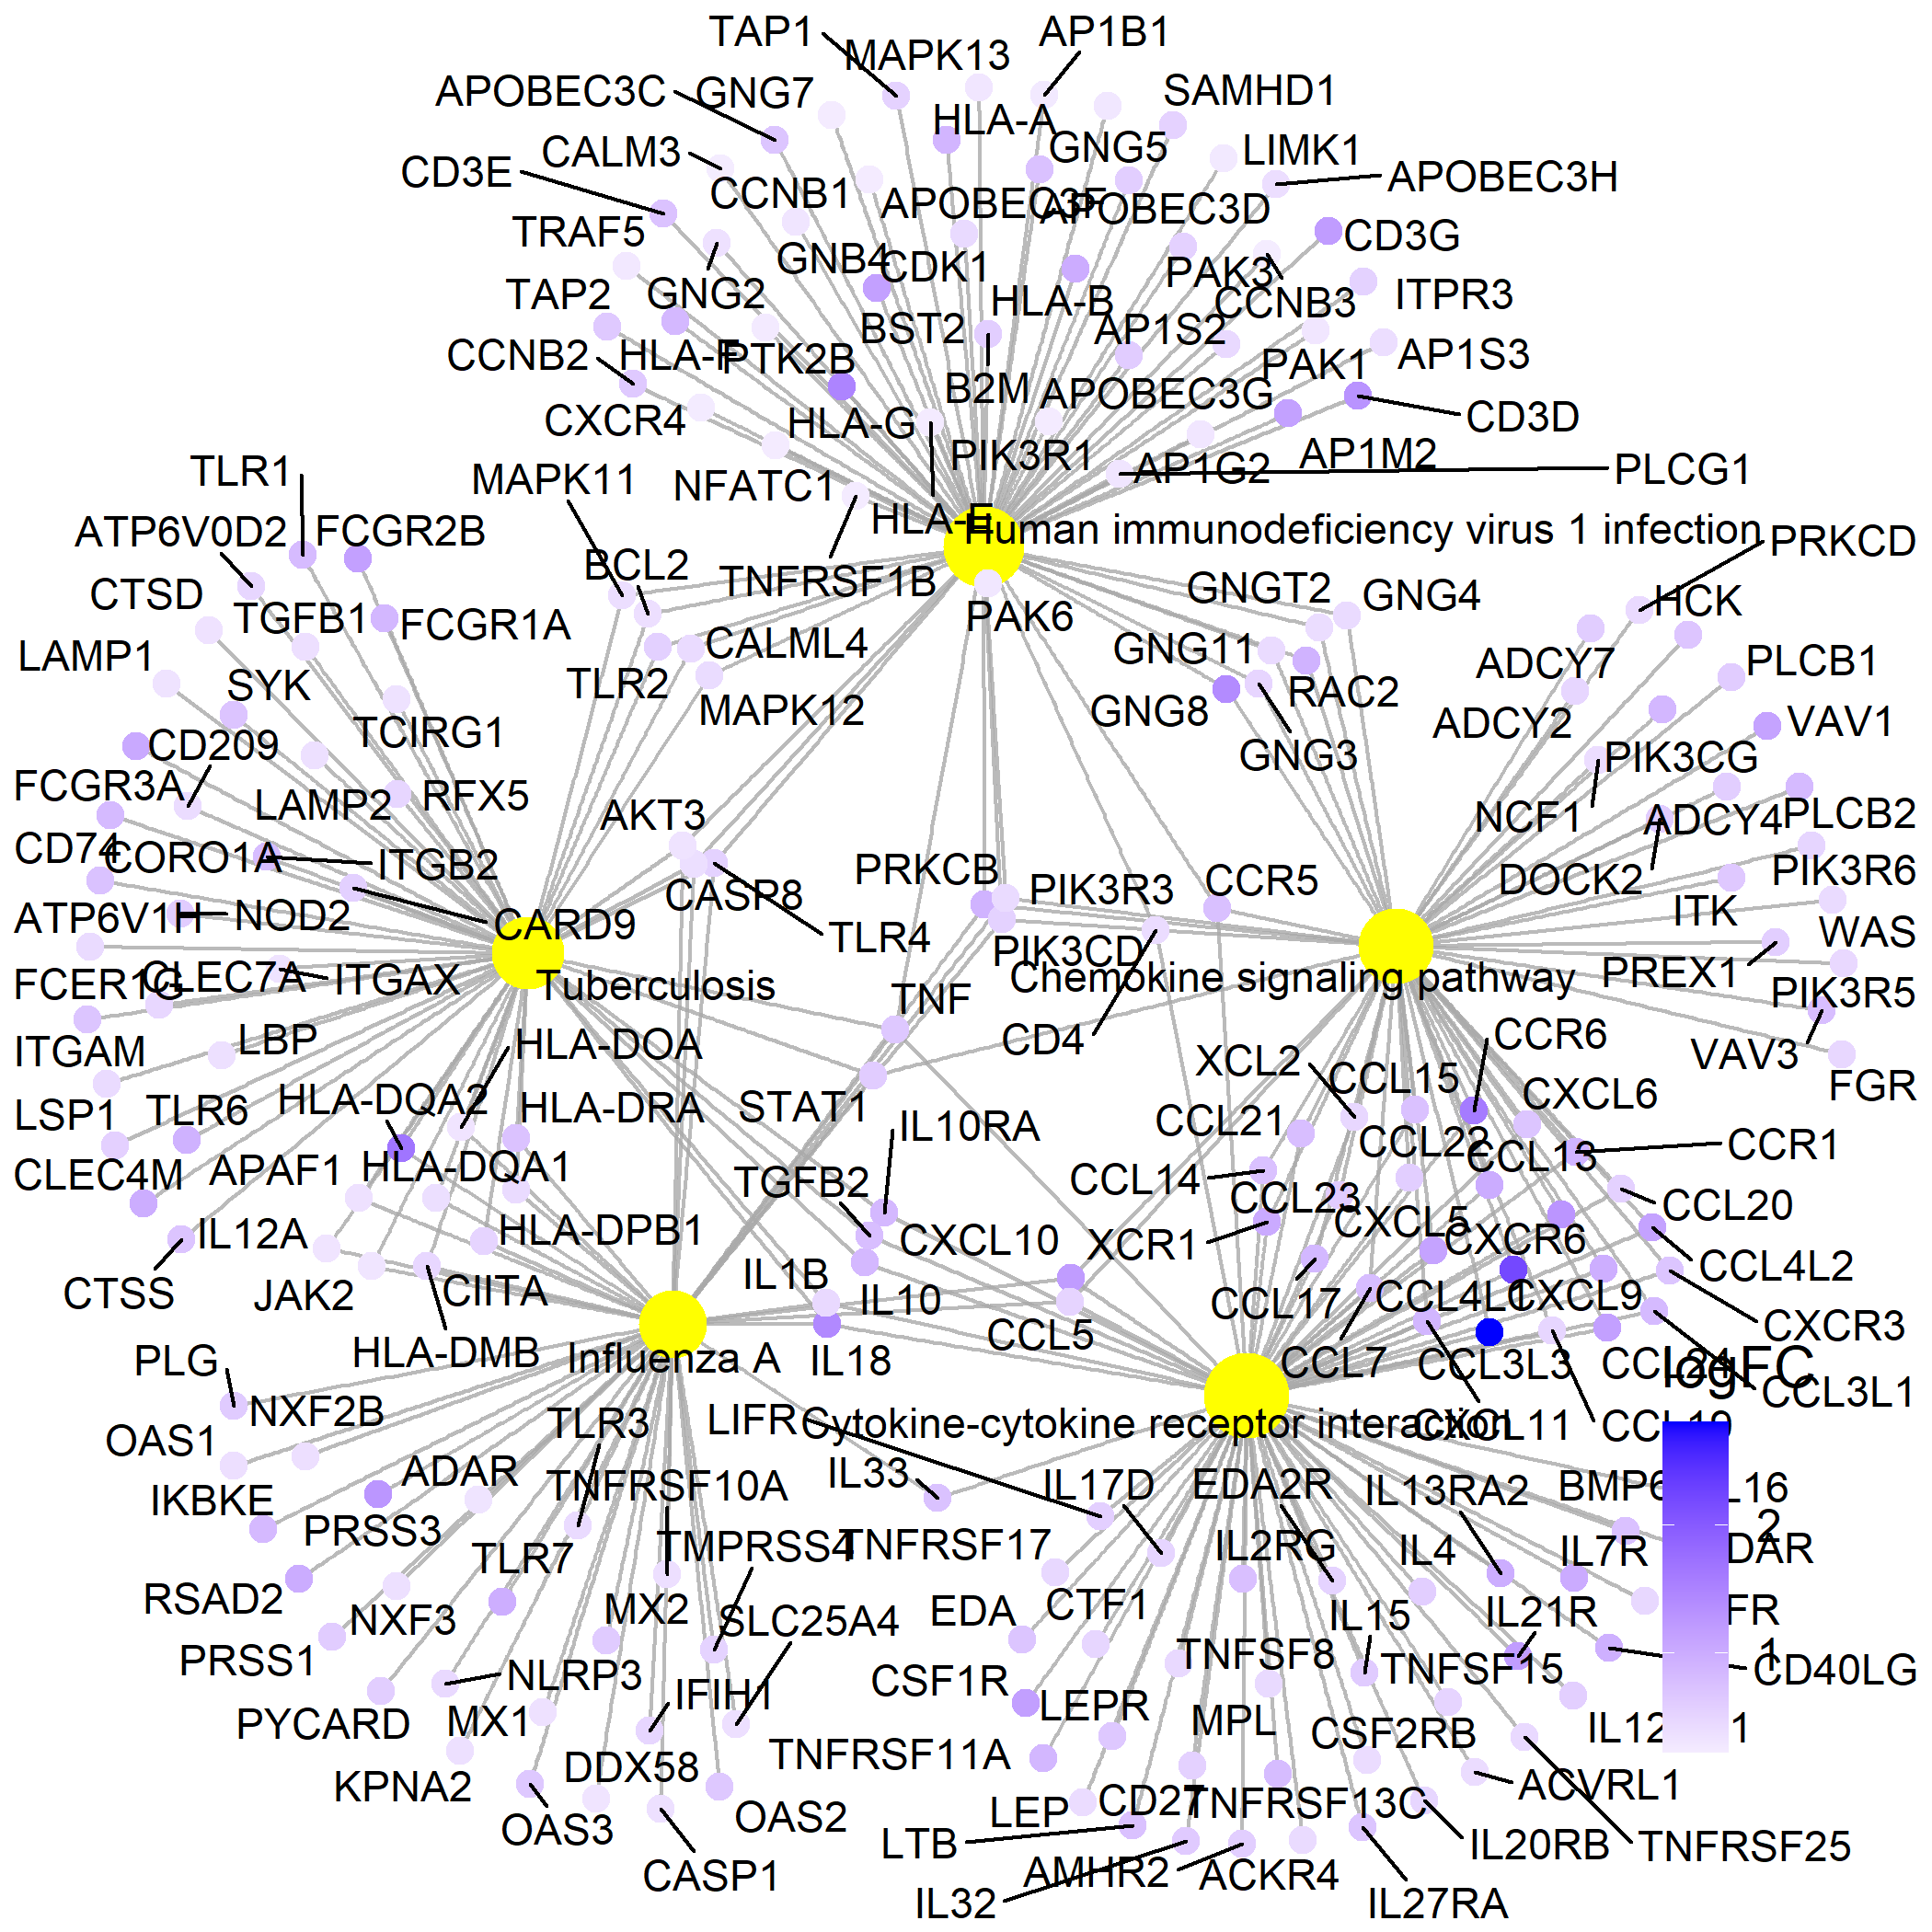 TAP1
MAPK13
AP1B1
APOBEC3C
GNG7
SAMHD1
HLA-A
CALM3
GNG5
LIMK1
CD3E
APOBEC3H
CCNB1
APOBEC3F
APOBEC3D
TRAF5
CD3G
GNB4
CDK1
PAK3
TAP2
GNG2
HLA-B
CCNB3
ITPR3
BST2
AP1S2
CCNB2
HLA-F
PTK2B
PAK1
AP1S3
B2M
APOBEC3G
CXCR4
HLA-G
CD3D
PIK3R1
AP1M2
TLR1
MAPK11
NFATC1
AP1G2
PLCG1
HLA-E
ATP6V0D2
FCGR2B
Human immunodeficiency virus 1 infection
PRKCD
BCL2
TNFRSF1B
CTSD
GNGT2
GNG4
HCK
TGFB1
FCGR1A
PAK6
LAMP1
CALML4
GNG11
ADCY7
PLCB1
SYK
TLR2
RAC2
MAPK12
GNG8
ADCY2
VAV1
TCIRG1
CD209
GNG3
PIK3CG
FCGR3A
LAMP2
RFX5
AKT3
NCF1
ADCY4
PLCB2
CD74
CORO1A
ITGB2
PRKCB
PIK3R3
CCR5
DOCK2
PIK3R6
CASP8
ATP6V1H
NOD2
CARD9
TLR4
ITK
WAS
PIK3CD
FCER1G
CLEC7A
ITGAX
Tuberculosis
TNF
Chemokine signaling pathway
PREX1
PIK3R5
ITGAM
LBP
HLA-DOA
CD4
CCR6
VAV3
XCL2
CCL15
FGR
LSP1
TLR6
HLA-DQA2
HLA-DRA
STAT1
CCL21
CXCL6
IL10RA
CLEC4M
APAF1
HLA-DQA1
CCL22
CCL13
CCR1
TGFB2
CCL14
CCL23
CCL20
IL12A
HLA-DPB1
CXCL10
XCR1
CXCL5
CXCR6
CCL4L2
CTSS
JAK2
CIITA
IL1B
IL10
CCL17
CCL4L1
CXCL9
CXCR3
HLA-DMB
CCL5
PLG
Influenza A
IL18
CCL7
CCL3L3
CCL24
logFC
CCL3L1
NXF2B
TLR3
LIFR
Cytokine-cytokine receptor interaction
CXCL11
CCL19
OAS1
ADAR
IL33
IL17D
EDA2R
IL13RA2
BMP6
IKBKE
TNFRSF10A
2
PRSS3
TMPRSS4
TNFRSF17
IL2RG
IL4
IL7R
TLR7
RSAD2
NXF3
MX2
SLC25A4
EDA
CTF1
IL15
IL21R
PRSS1
NLRP3
TNFSF8
TNFSF15
1
CD40LG
CSF1R
IFIH1
PYCARD
MX1
LEPR
MPL
CSF2RB
TNFRSF11A
KPNA2
DDX58
ACVRL1
OAS3
OAS2
LEP
CD27
TNFRSF13C
LTB
IL20RB
TNFRSF25
CASP1
AMHR2
ACKR4
IL32
IL27RA